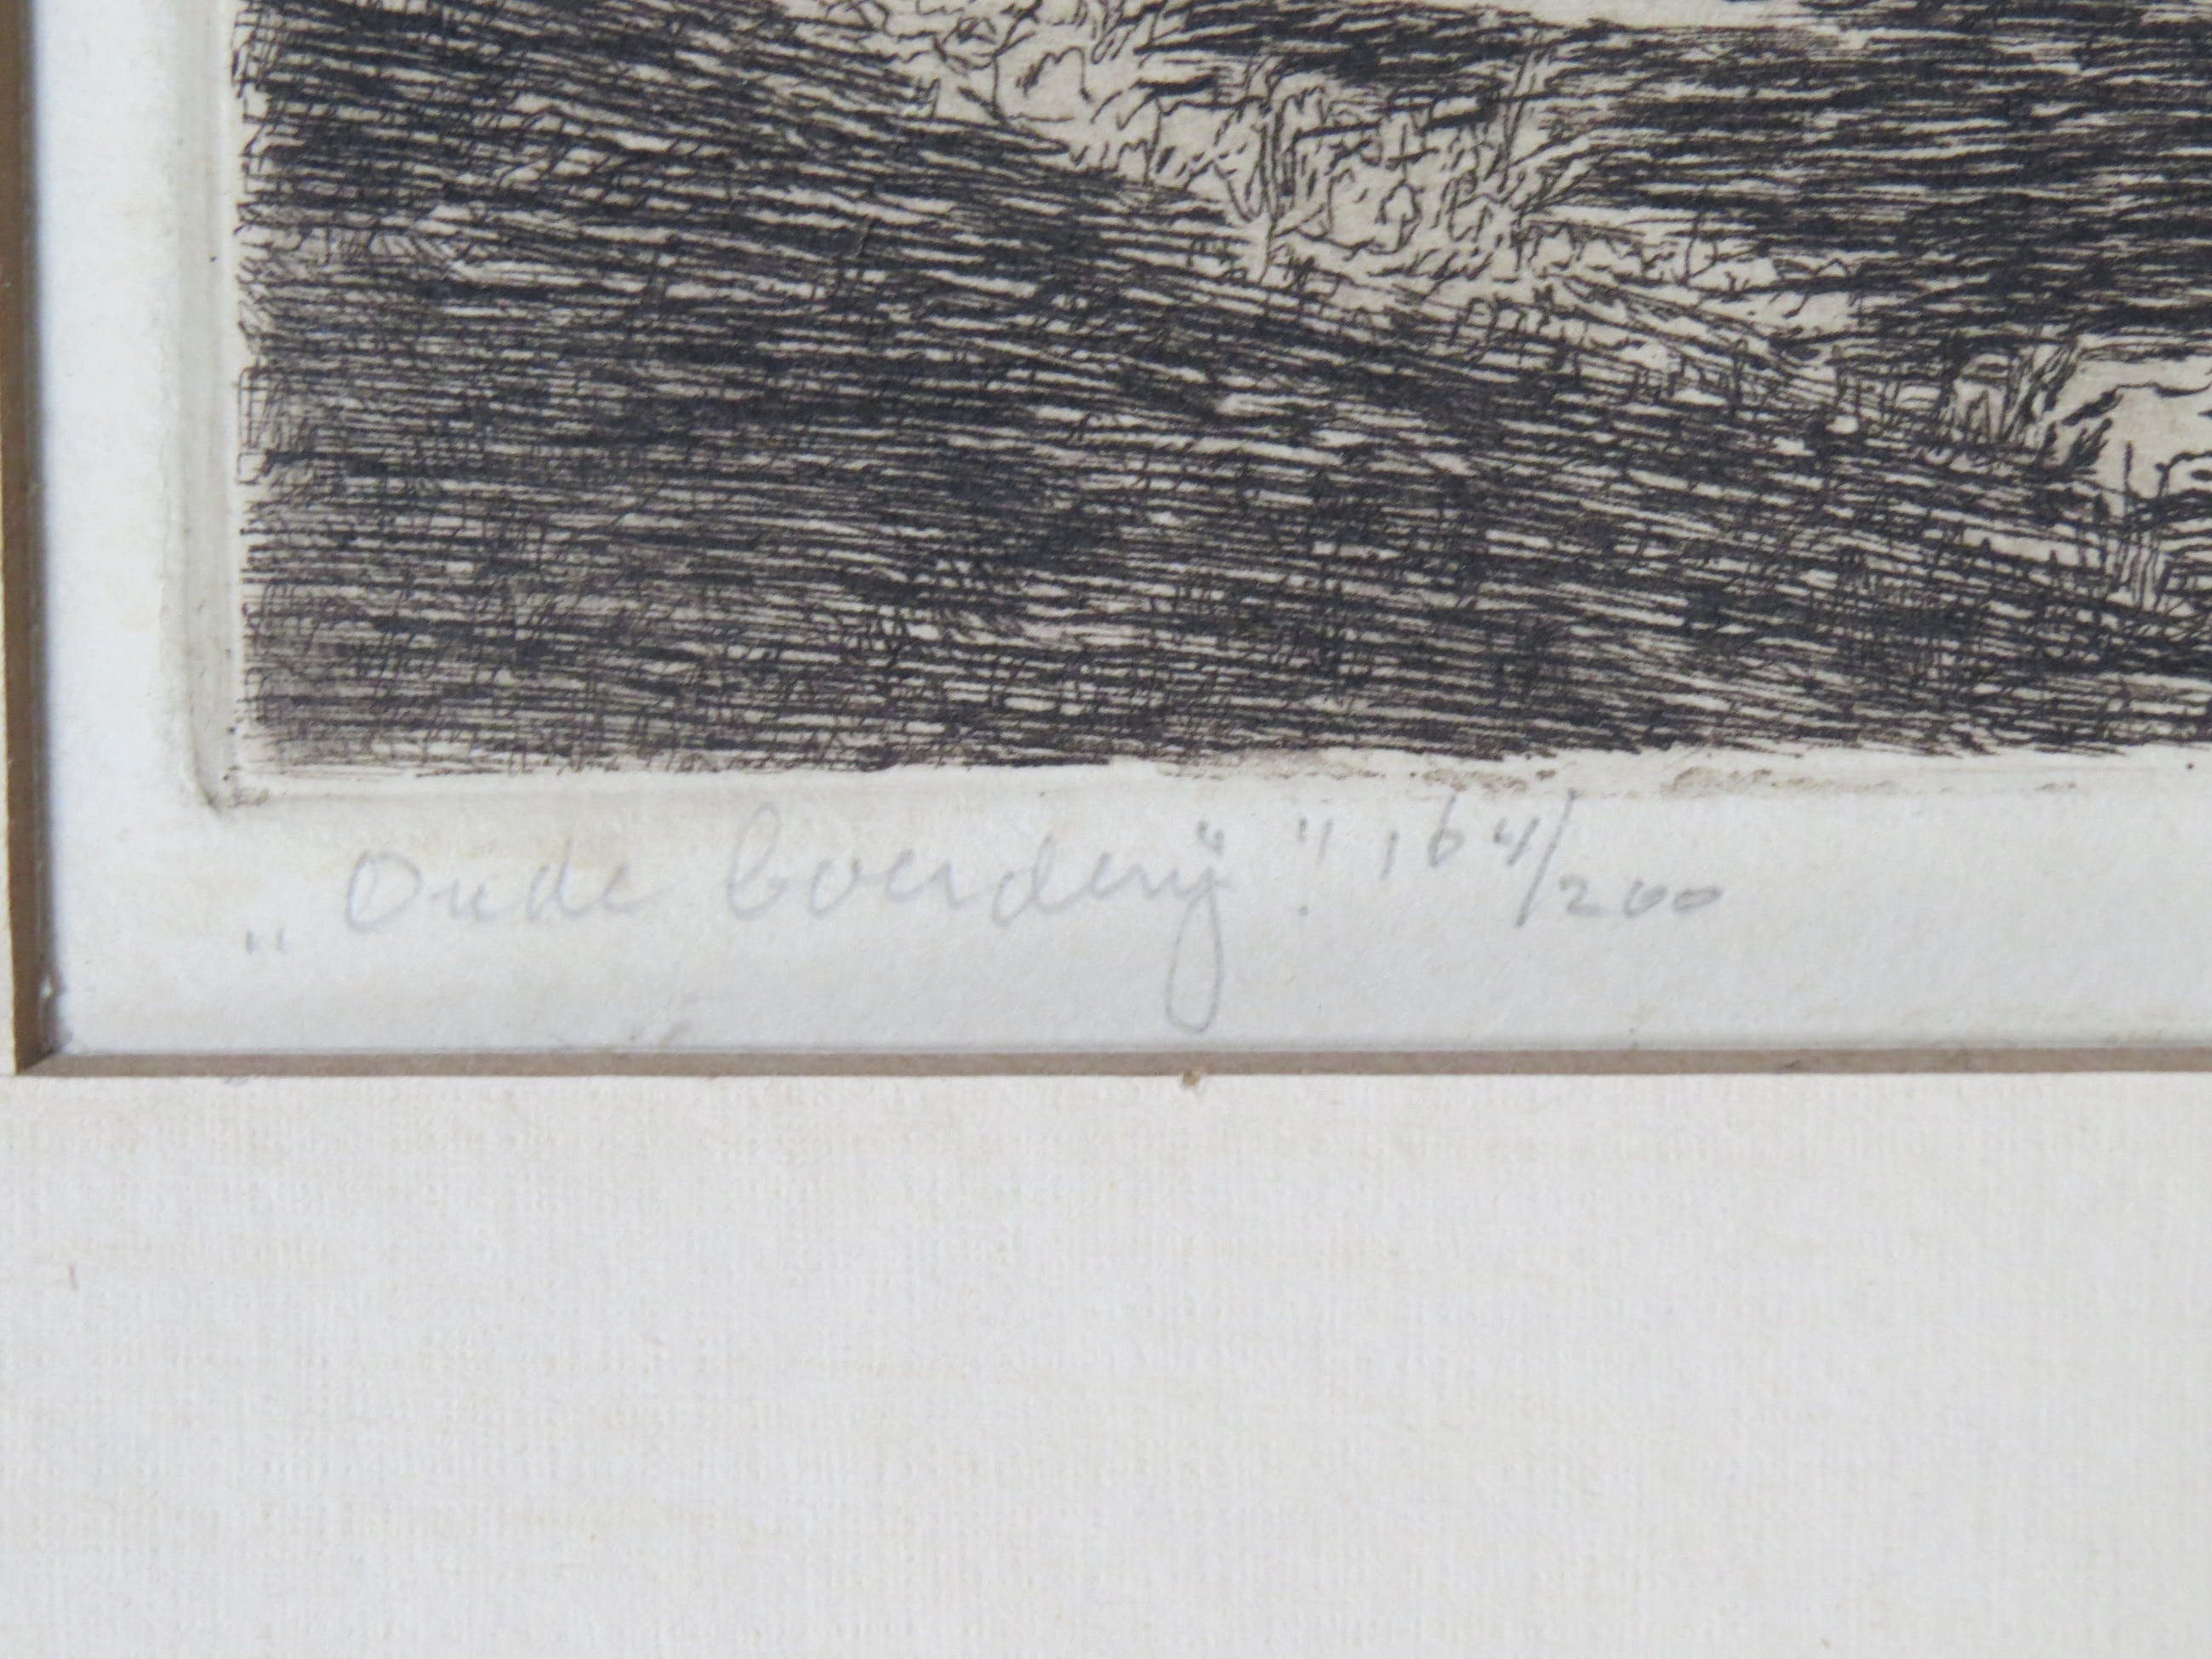 „Oude boerderij". " 164/200